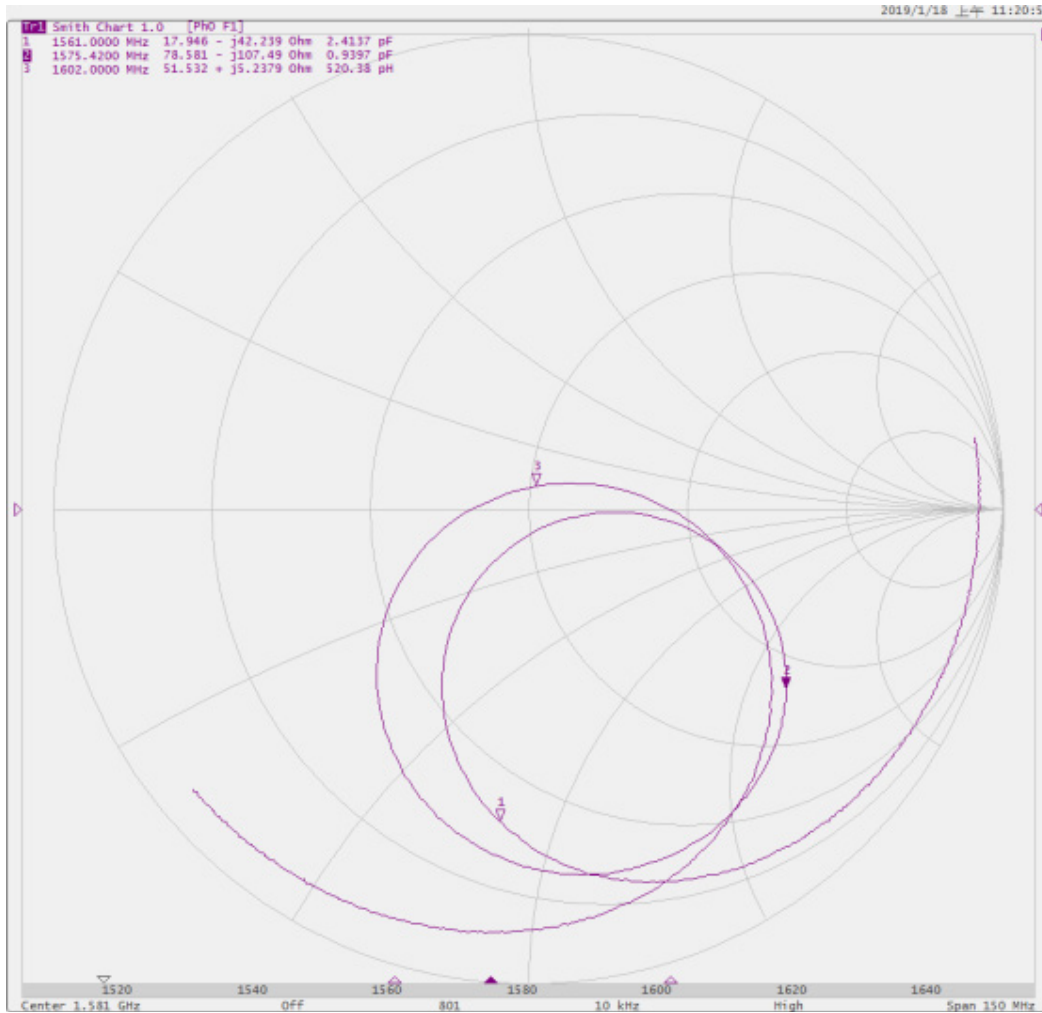 2019/1/18 上午 11:20:5
Tr1 Smith Chart 1.0 [Ph0 F1]
1 1561.0000 MHz 17.946 - j42.239 Ohm 2.4137 pF
2 1575.4200 MHz 78.581 - j107.49 Ohm 0.9397 pF
3 1602.0000 MHz 51.532 + j5.2379 Ohm 520.38 pH
3
2
1
1520 1540 1560 1580 1600 1620 1640
Center 1.581 GHz Off 801 10 kHz High Span 150 MHz